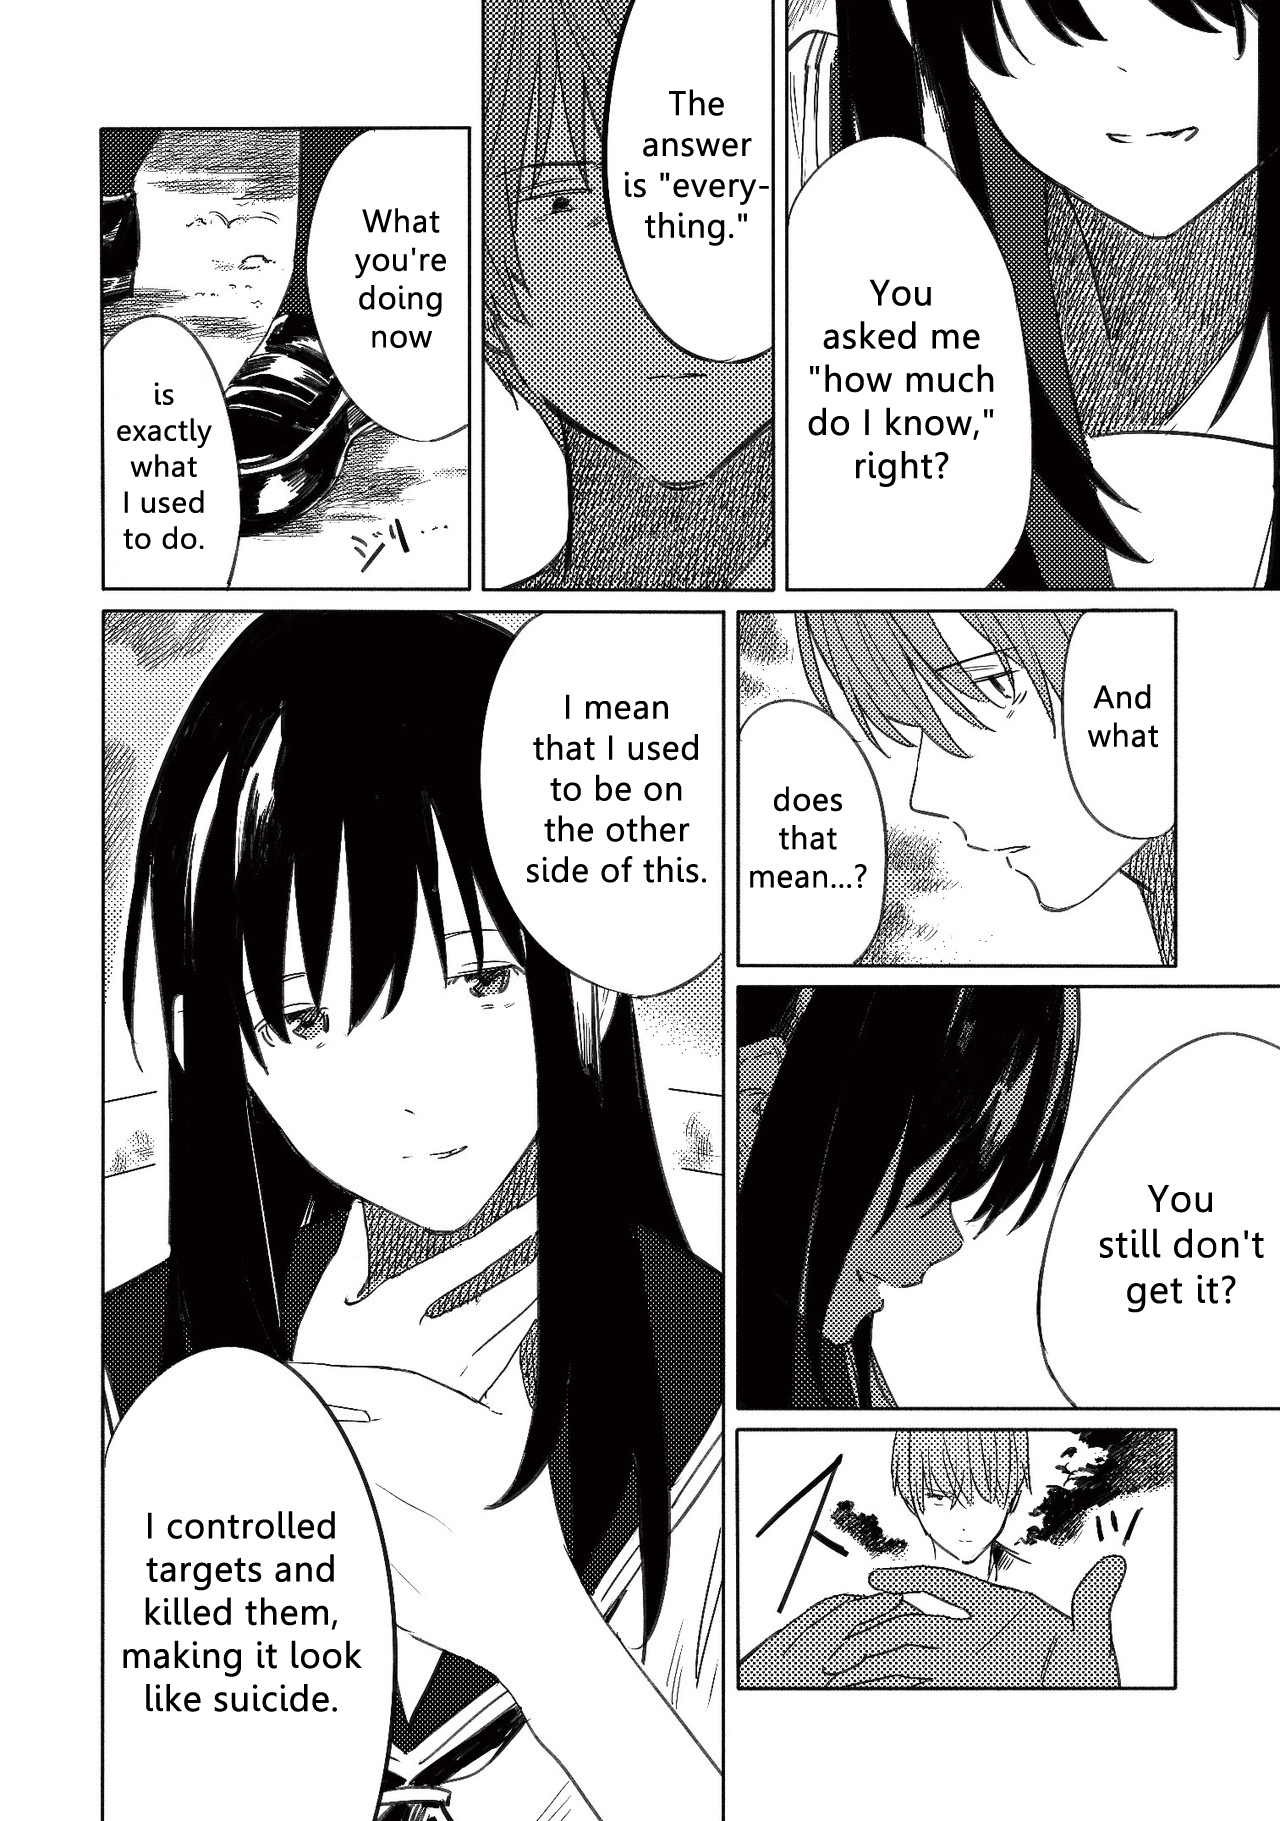 You
asked me
"how much
do I know,"
right?
The
answer
is "every-
thing."
What
you're
doing
now
is
exactly
what
I used
to do.
ジリ…
And
what
does
that
mean...?
You
still don't
get it?
スッ
I mean
that I used
to be on
the other
side of this.
I controlled
targets and
killed them,
making it look
like suicide.